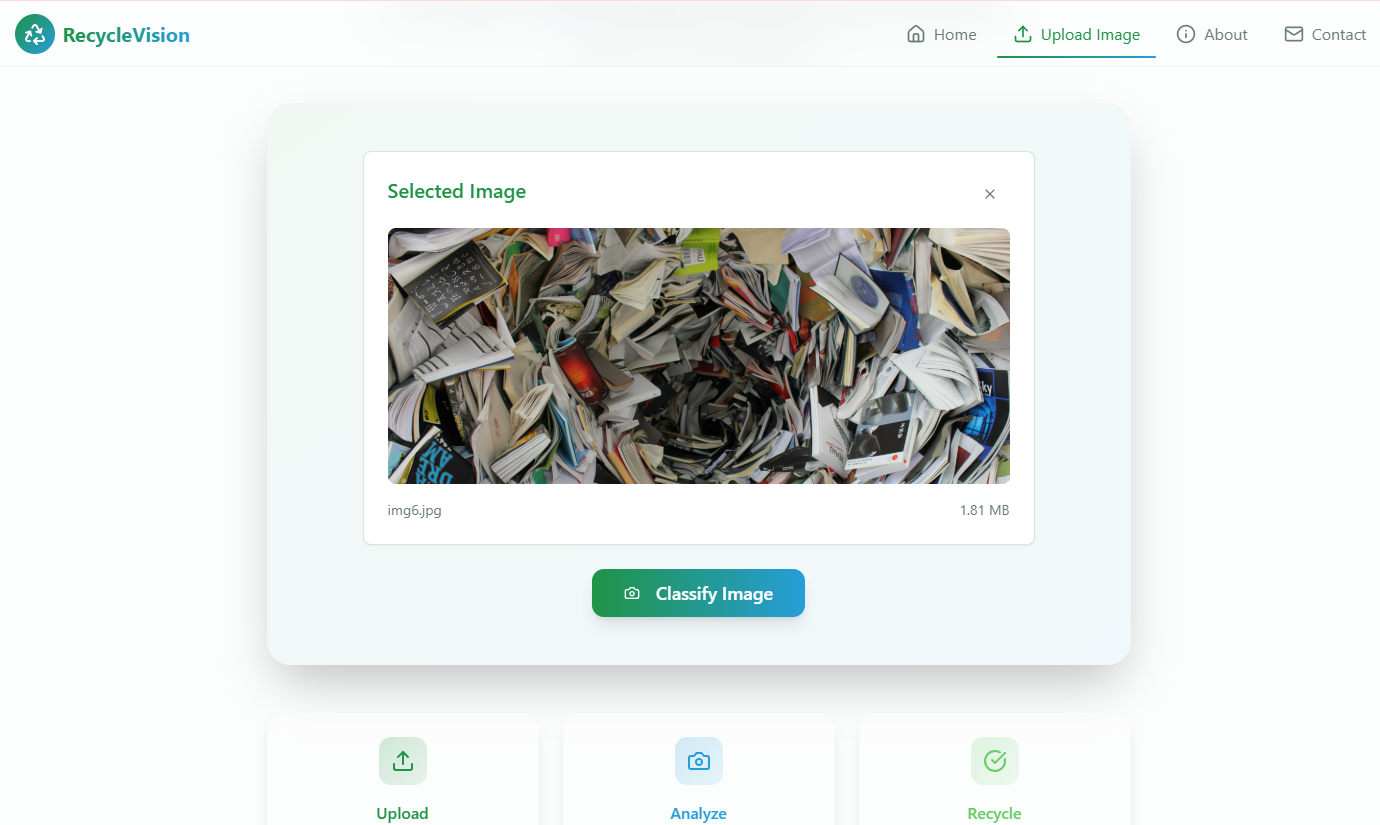 RecycleVision
Home
Upload Image
About
Contact
Selected Image
img6.jpg
1.81 MB
Classify Image
Upload
Analyze
Recycle